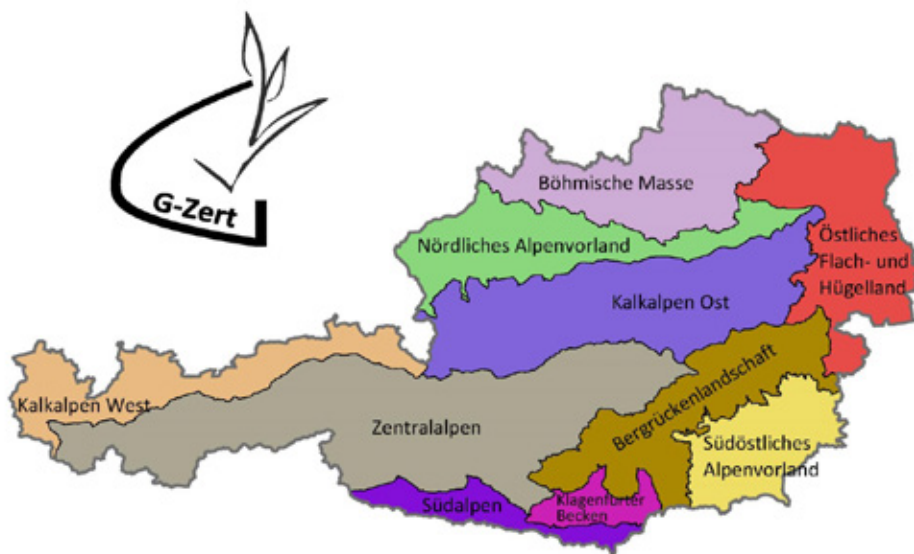 G-Zert
Böhmische Masse
Nördliches Alpenvorland
Östliches
Flach- und
Hügelland
Kalkalpen Ost
Kalkalpen West
Zentralalpen
Bergrückenlandschaft
Südöstliches
Alpenvorland
Südalpen
Klagenfurter
Becken